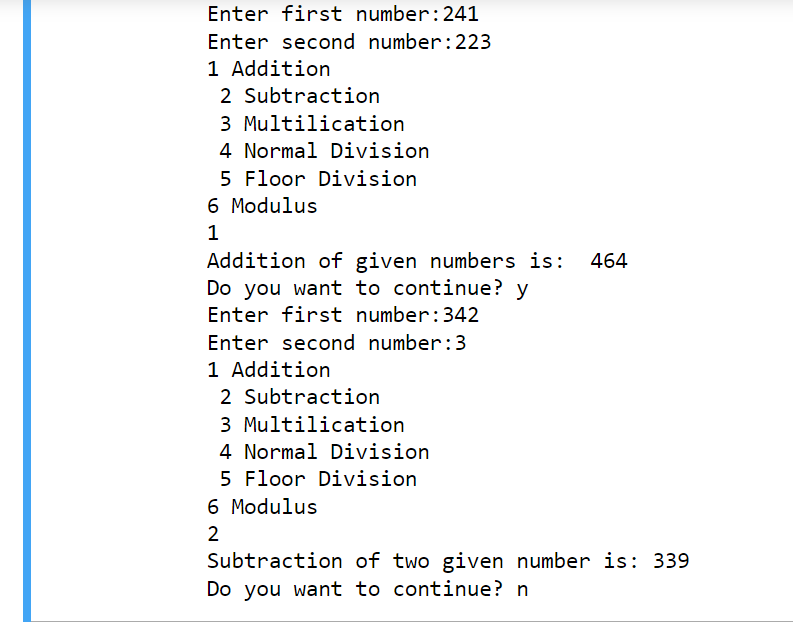 Enter first number:241
Enter second number:223
1 Addition
 2 Subtraction
 3 Multilication
 4 Normal Division
 5 Floor Division
6 Modulus
1
Addition of given numbers is:  464
Do you want to continue? y
Enter first number:342
Enter second number:3
1 Addition
 2 Subtraction
 3 Multilication
 4 Normal Division
 5 Floor Division
6 Modulus
2
Subtraction of two given number is: 339
Do you want to continue? n